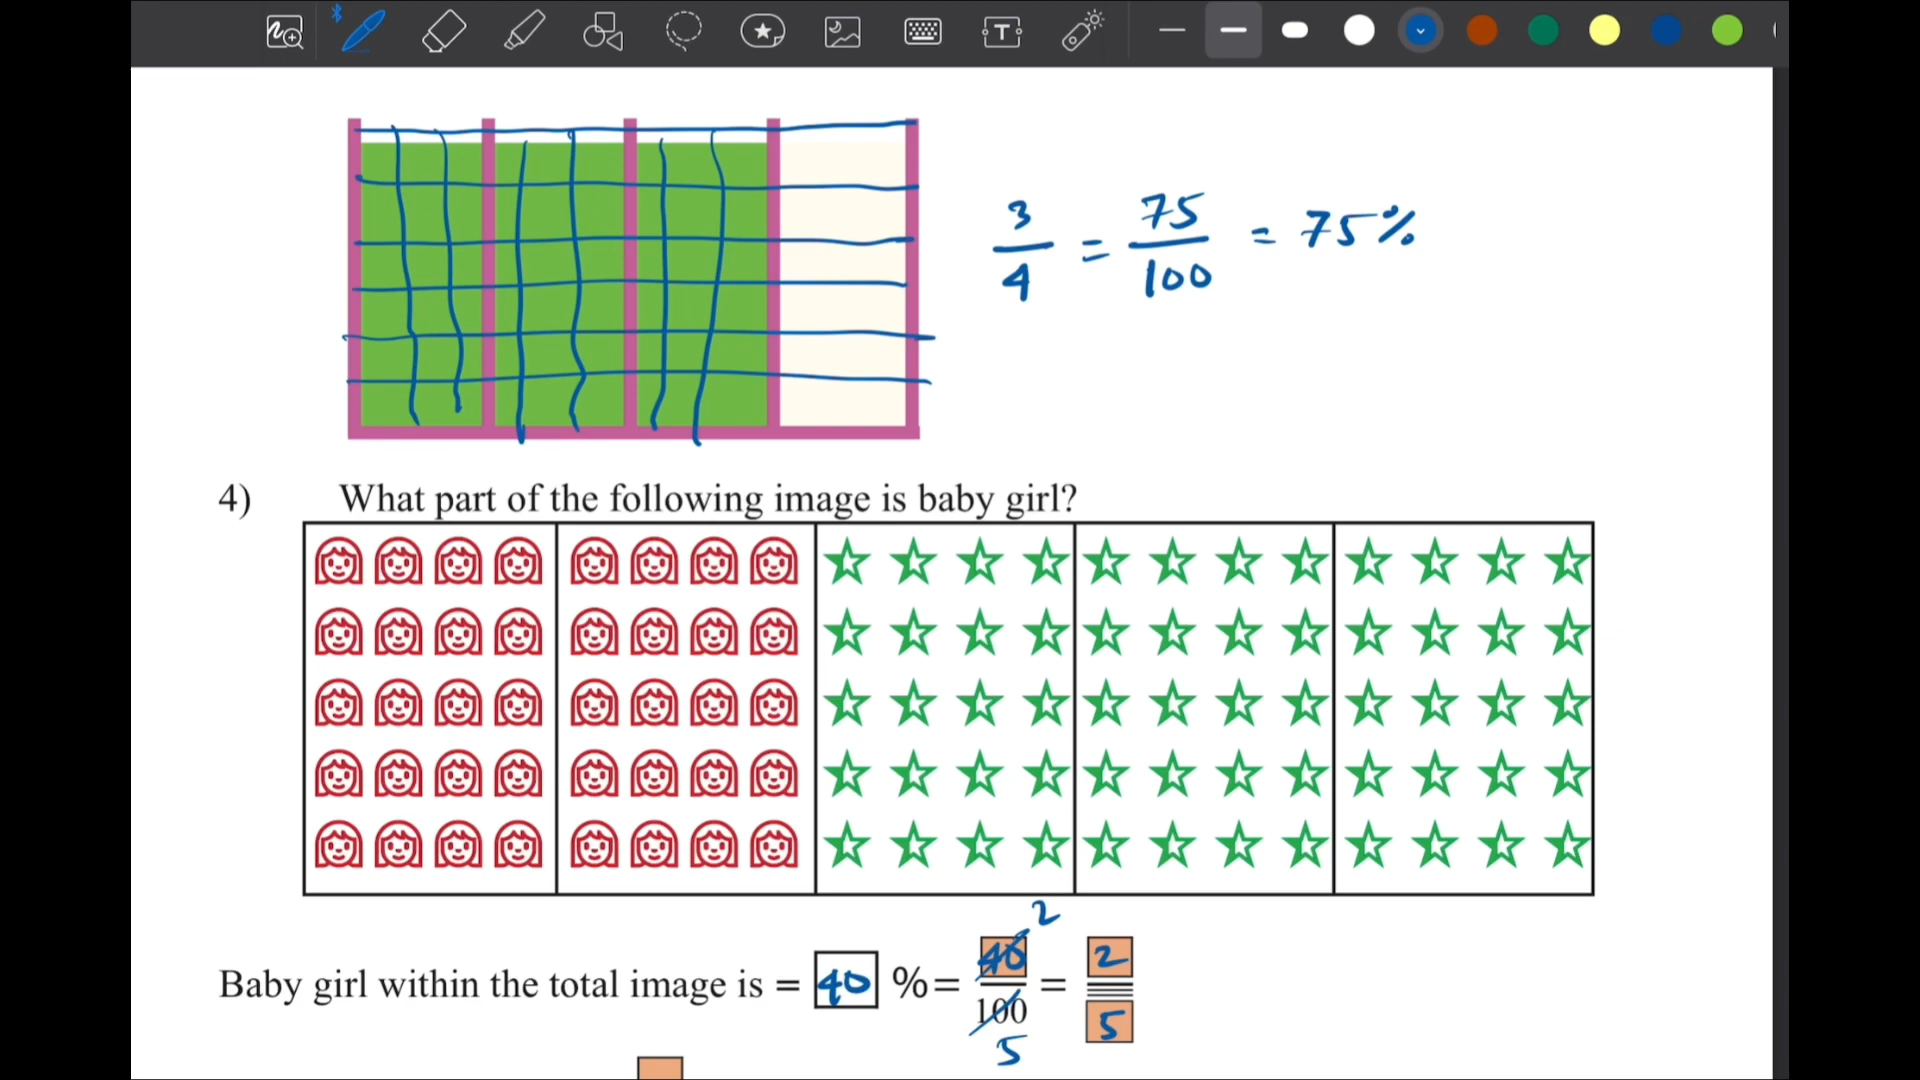 3/4 = 75/100 = 75%
4) What part of the following image is baby girl?
2
Baby girl within the total image is = 40 % = 40/100 = 2/5
5